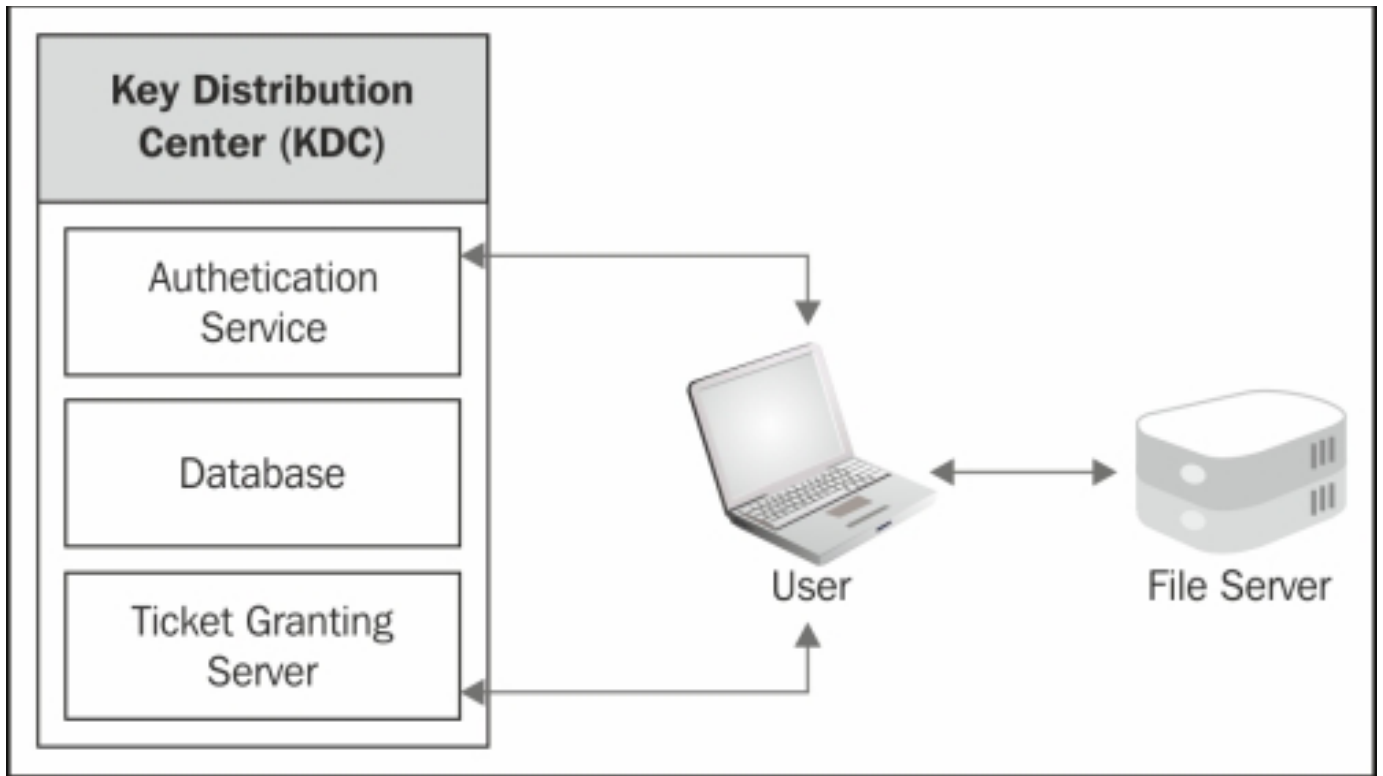 Key Distribution
Center (KDC)
Authetication
Service
Database
Ticket Granting
Server
User
File Server